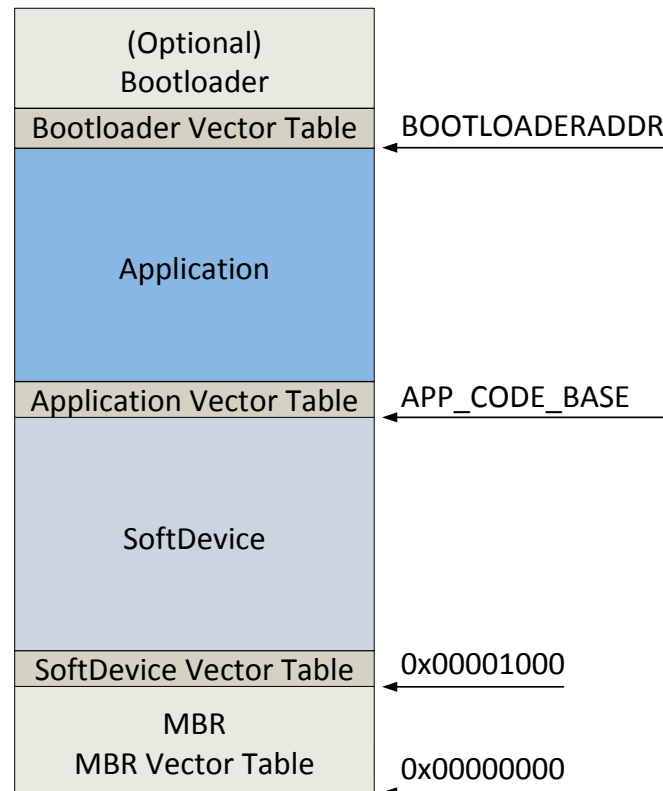 (Optional)
Bootloader
Bootloader Vector Table
BOOTLOADERADDR
Application
Application Vector Table
APP_CODE_BASE
SoftDevice
SoftDevice Vector Table
0x00001000
MBR
MBR Vector Table
0x00000000